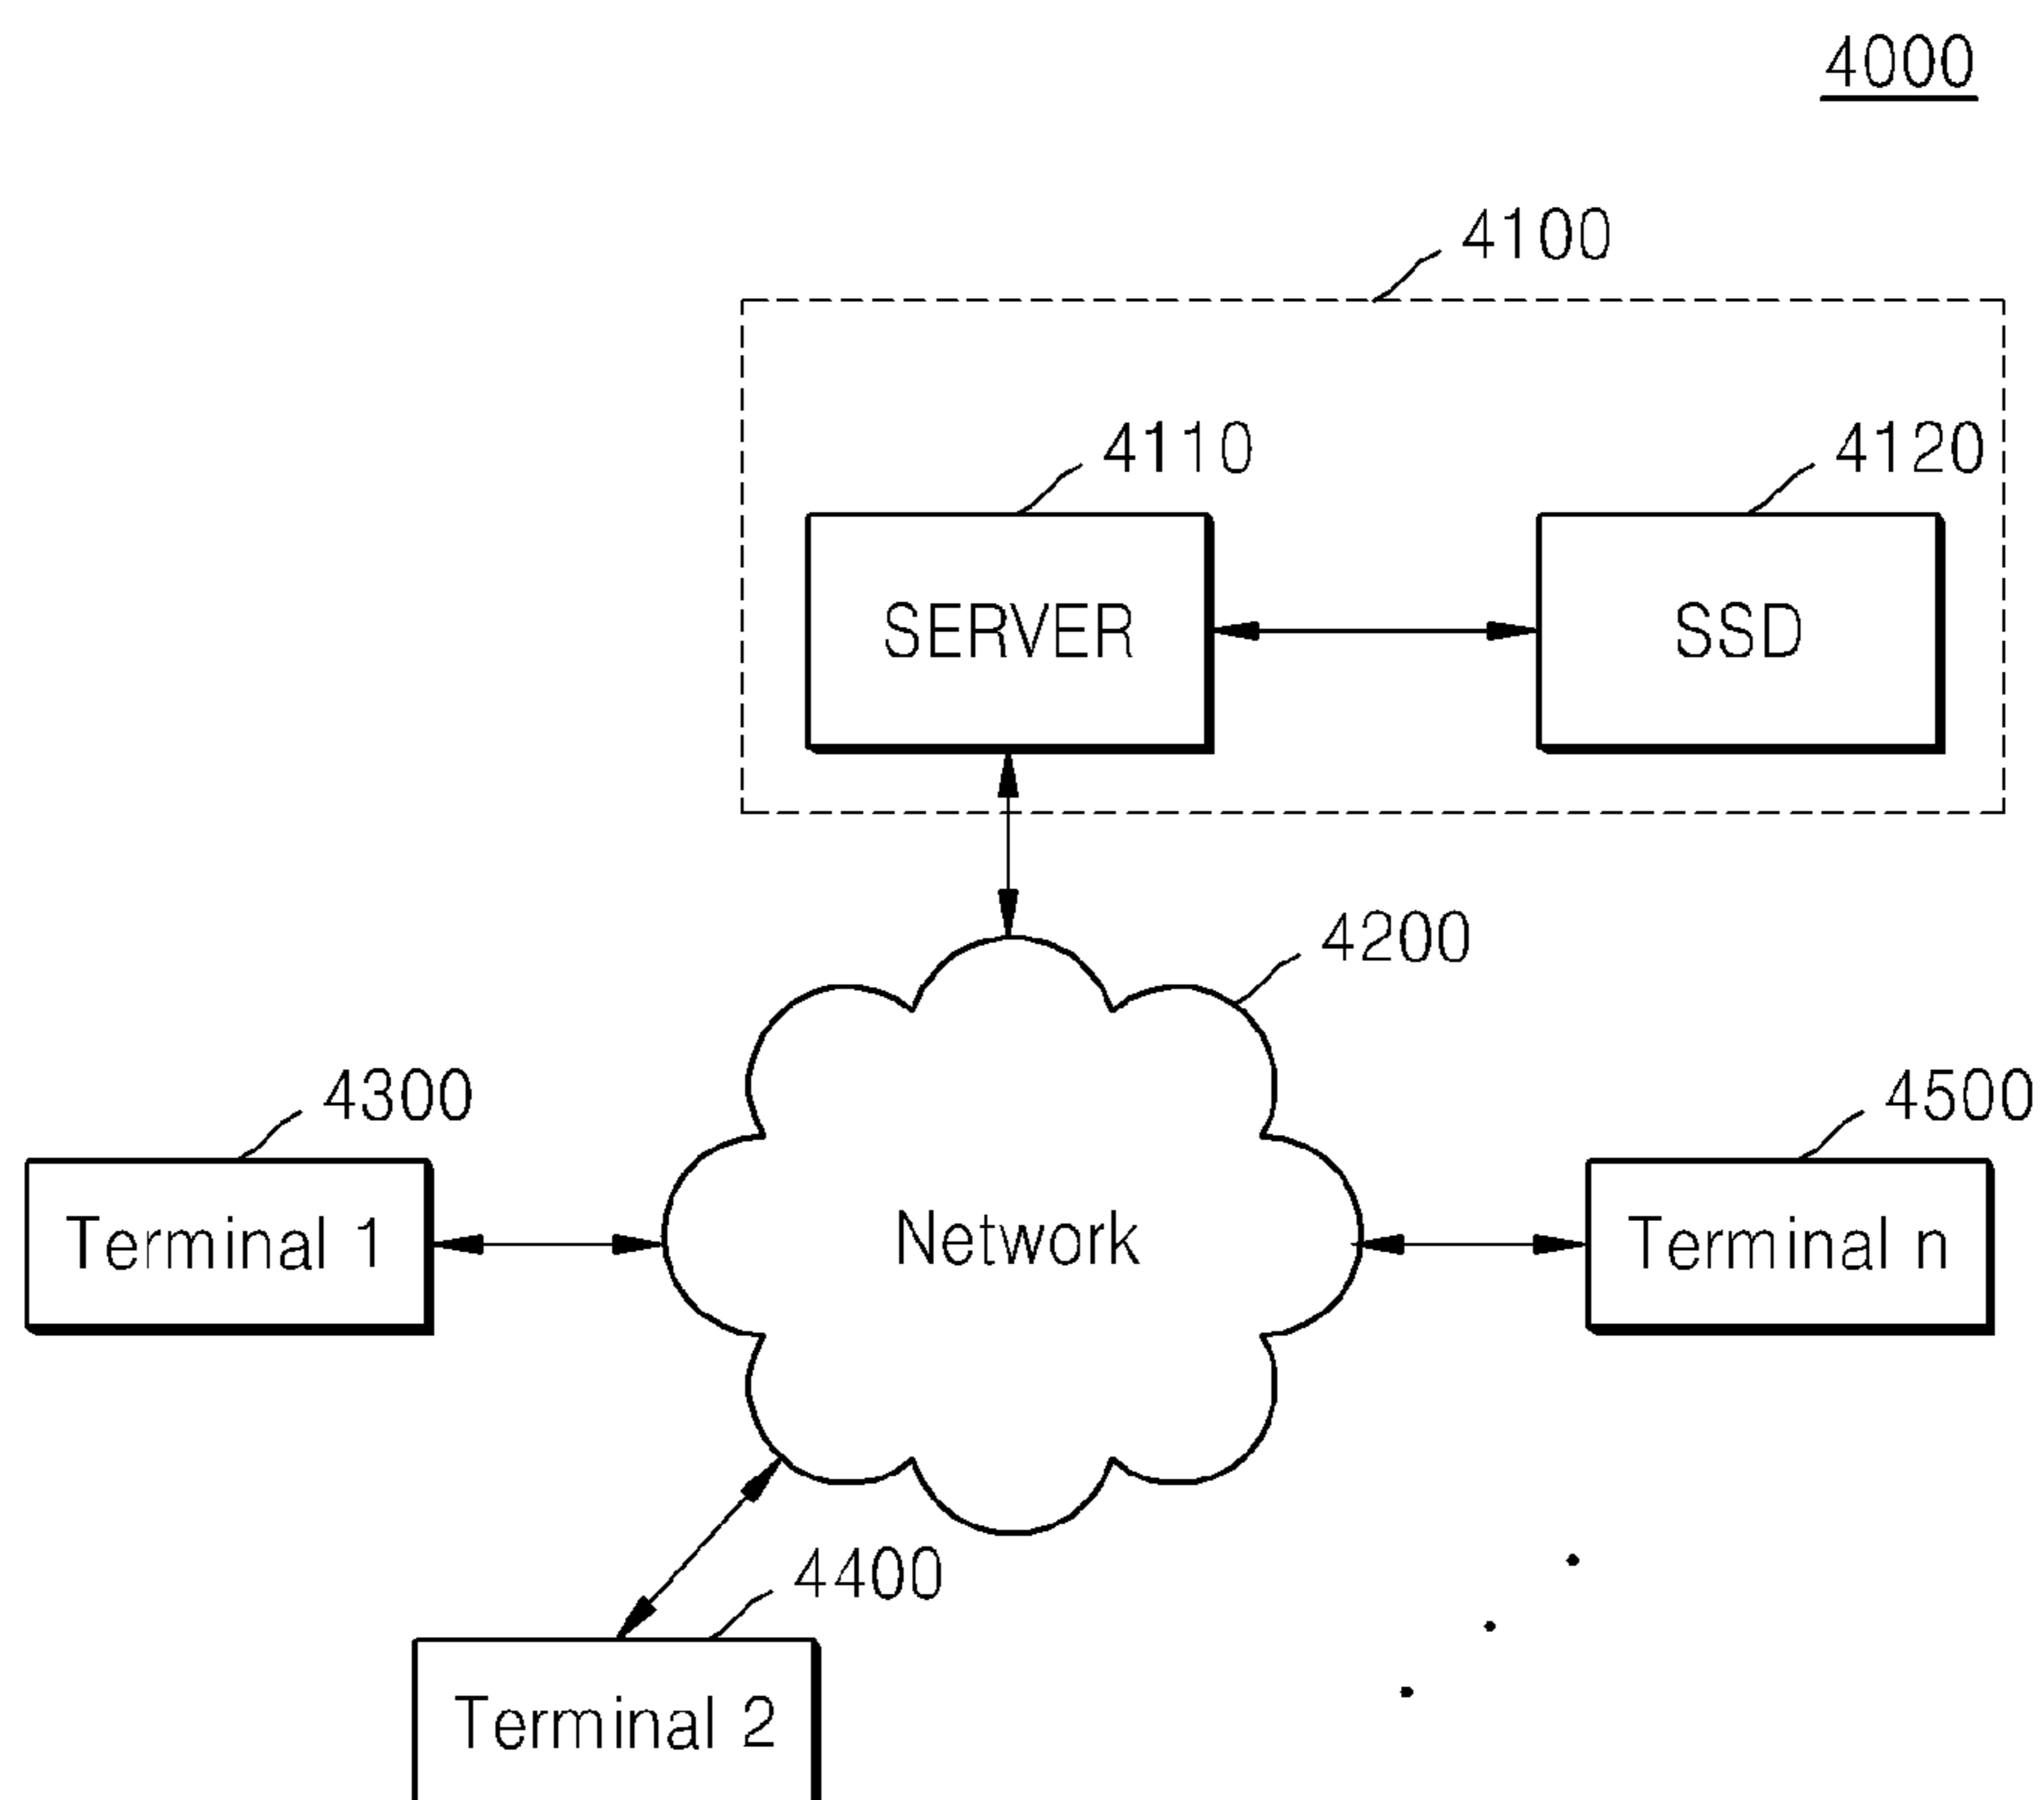 4000
4100
4110
4120
SERVER
SSD
4200
4300
4500
Terminal 1
Network
Terminal n
4400
Terminal 2